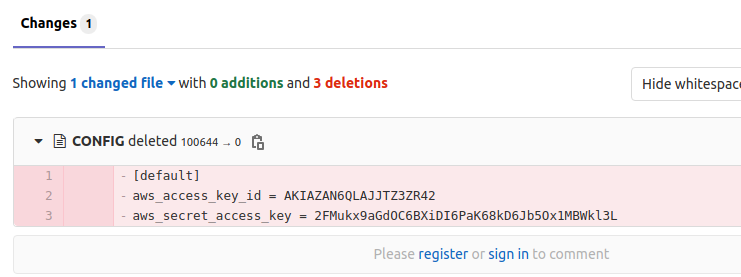 Changes 1
Showing 1 changed file with 0 additions and 3 deletions
Hide whitespac
CONFIG deleted 100644 → 0
1 - [default]
2 - aws_access_key_id = AKIAZAN6QLAJJTZ3ZR42
3 - aws_secret_access_key = 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
Please register or sign in to comment